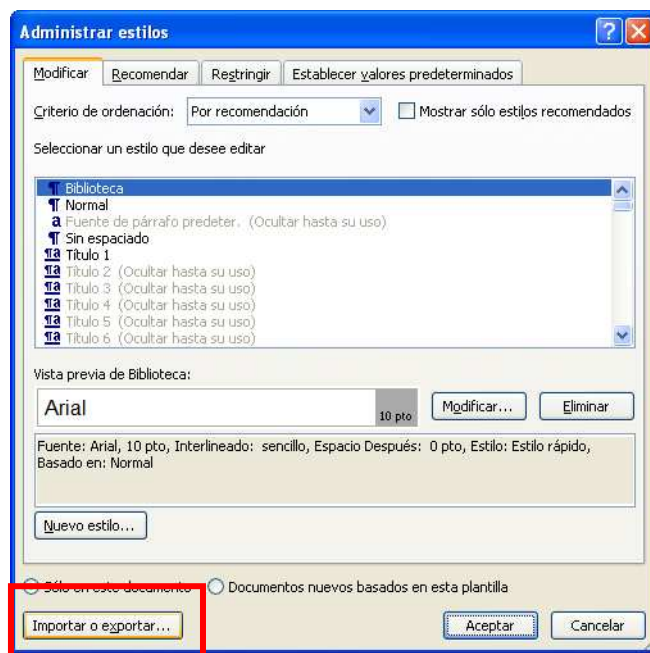 Administrar estilos
Modificar Recomendar Restringir Establecer valores predeterminados
Criterio de ordenación: Por recomendación Mostrar sólo estilos recomendados
Seleccionar un estilo que desee editar
¶ Biblioteca
¶ Normal
a Fuente de párrafo predeter. (Ocultar hasta su uso)
¶ Sin espaciado
¶a Título 1
¶a Título 2 (Ocultar hasta su uso)
¶a Título 3 (Ocultar hasta su uso)
¶a Título 4 (Ocultar hasta su uso)
¶a Título 5 (Ocultar hasta su uso)
¶a Título 6 (Ocultar hasta su uso)
Vista previa de Biblioteca:
Arial 10 pto Modificar... Eliminar
Fuente: Arial, 10 pto, Interlineado: sencillo, Espacio Después: 0 pto, Estilo: Estilo rápido,
Basado en: Normal
Nuevo estilo...
Sólo en este documento Documentos nuevos basados en esta plantilla
Importar o exportar... Aceptar Cancelar